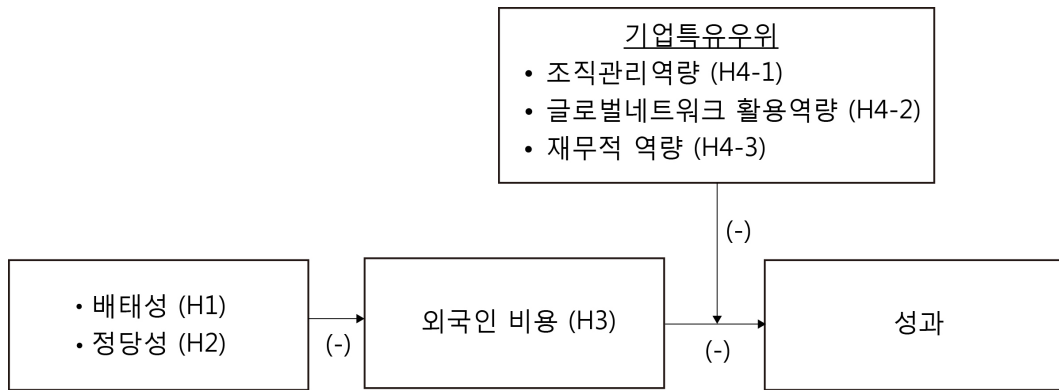 기업특유우위
• 조직관리역량 (H4-1)
• 글로벌네트워크 활용역량 (H4-2)
• 재무적 역량 (H4-3)
(-)
• 배태성 (H1)
• 정당성 (H2)
(-)
외국인 비용 (H3)
(-)
성과